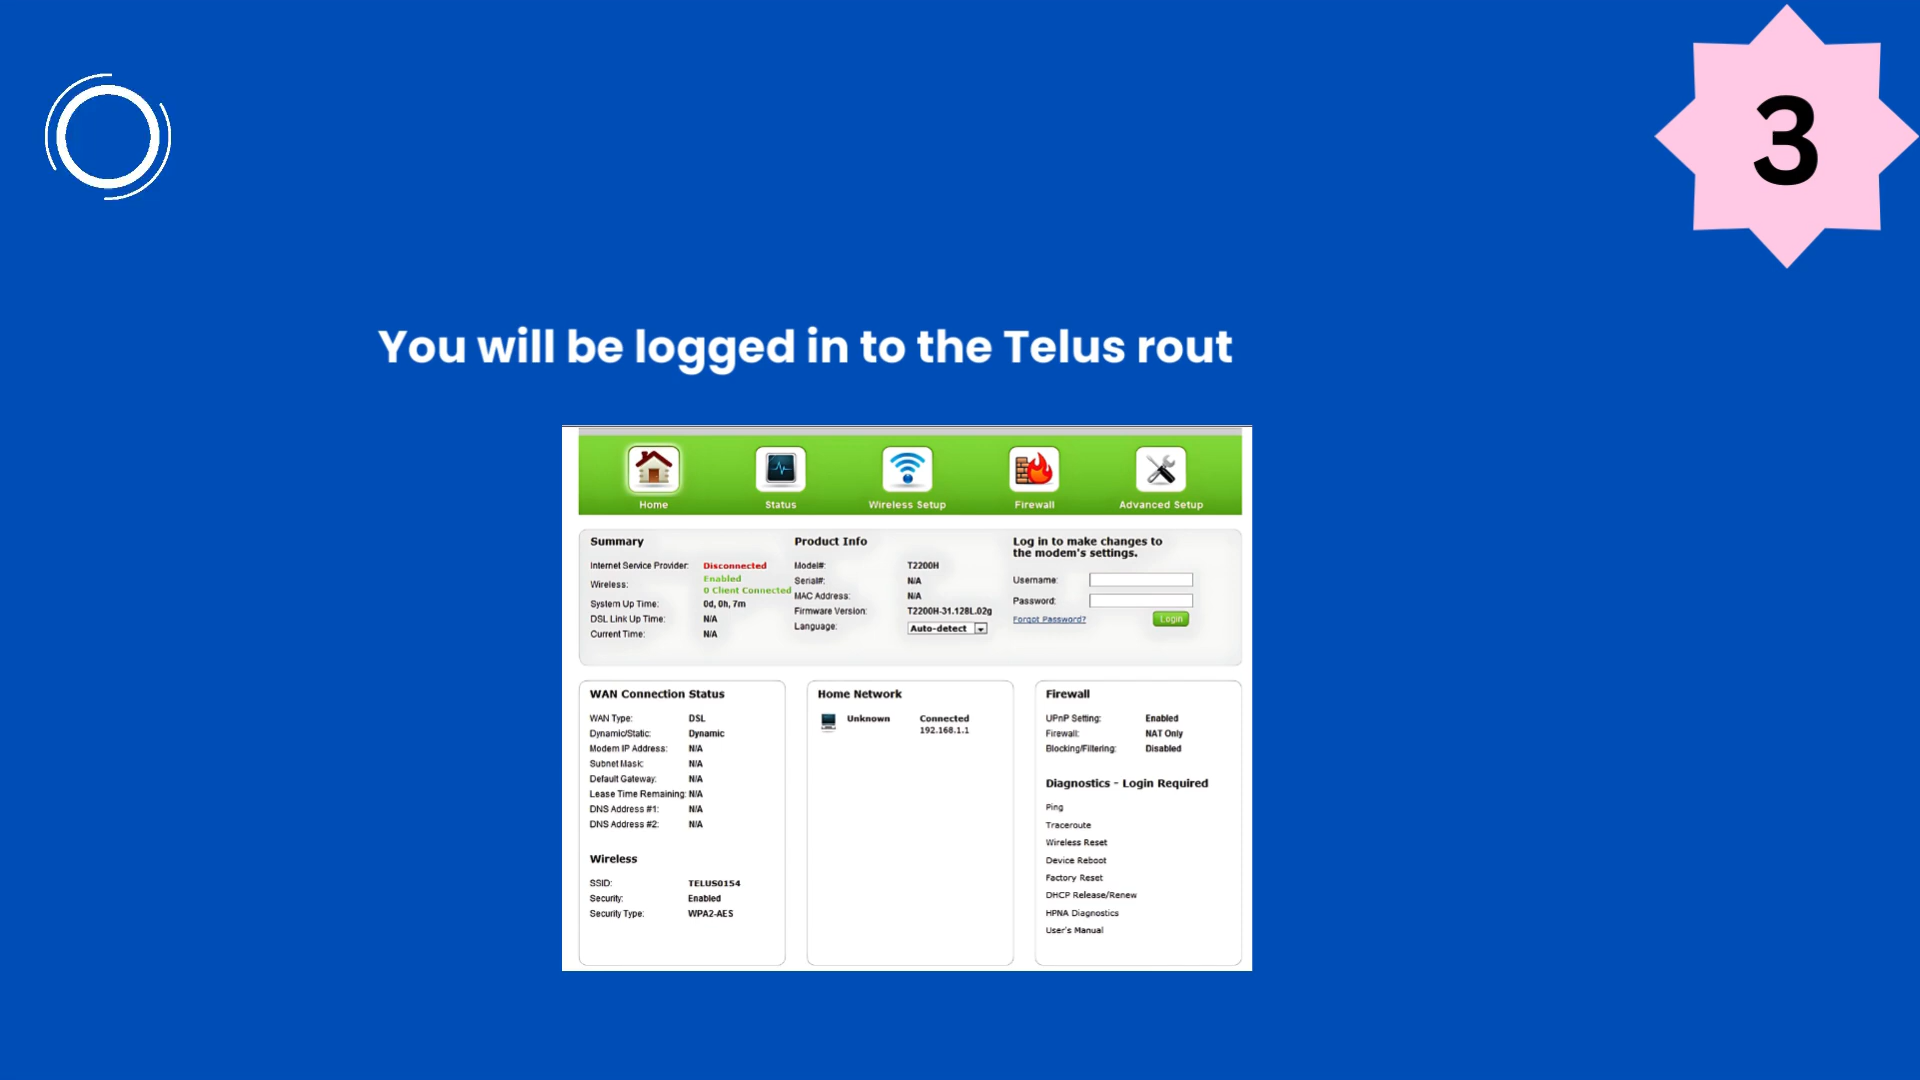 3
You will be logged in to the Telus rout
Home Status Wireless Setup Firewall Advanced Setup
Summary
Internet Service Provider: Disconnected
Wireless: Enabled
0 Client Connected
System Up Time: 0d, 0h, 7m
DSL Link Up Time: N/A
Current Time: N/A
Product Info
Model#: T2200H
Serial#: N/A
MAC Address: N/A
Firmware Version: T2200H-31.128L.02g
Language: Auto-detect
Log in to make changes to
the modem's settings.
Username:
Password:
Forgot Password? Login
WAN Connection Status
WAN Type: DSL
Dynamic/Static: Dynamic
Modem IP Address: N/A
Subnet Mask: N/A
Default Gateway: N/A
Lease Time Remaining: N/A
DNS Address #1: N/A
DNS Address #2: N/A
Wireless
SSID: TELUS0154
Security: Enabled
Security Type: WPA2-AES
Home Network
Unknown Connected
192.168.1.1
Firewall
UPnP Setting: Enabled
Firewall: NAT Only
Blocking/Filtering: Disabled
Diagnostics - Login Required
Ping
Traceroute
Wireless Reset
Device Reboot
Factory Reset
DHCP Release/Renew
HPNA Diagnostics
User's Manual